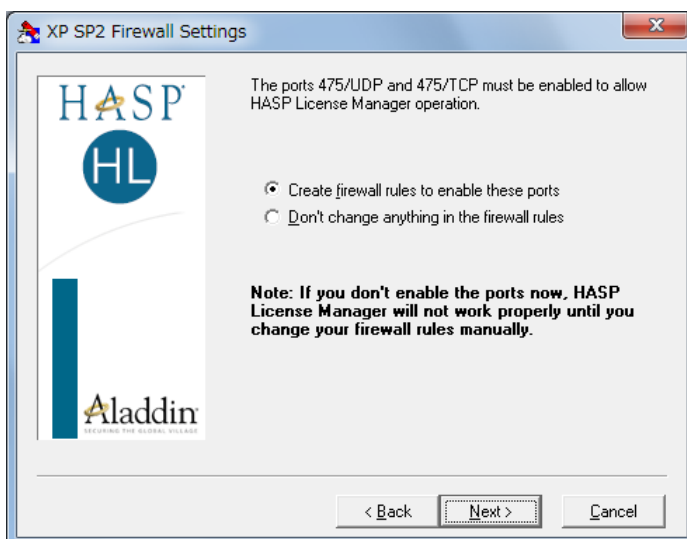 XP SP2 Firewall Settings
HASP
HL
Aladdin
SECURING THE GLOBAL VILLAGE
The ports 475/UDP and 475/TCP must be enabled to allow
HASP License Manager operation.
Create firewall rules to enable these ports
Don't change anything in the firewall rules
Note: If you don't enable the ports now, HASP
License Manager will not work properly until you
change your firewall rules manually.
< Back
Next >
Cancel